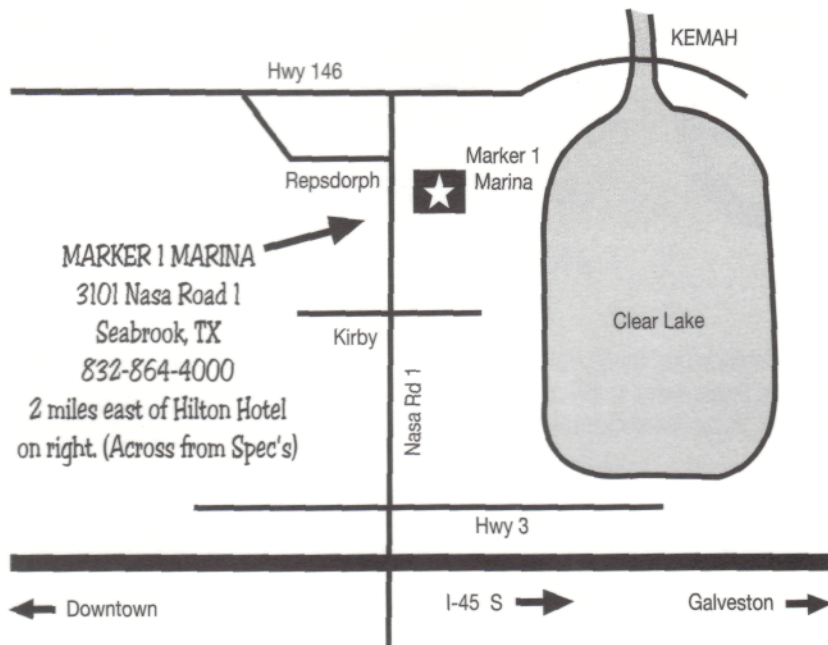 KEMAH
Hwy 146
Marker 1
Marina
Repsdorph
MARKER 1 MARINA
3101 Nasa Road 1
Seabrook, TX
832-864-4000
2 miles east of Hilton Hotel
on right. (Across from Spec's)
Kirby
Clear Lake
Nasa Rd 1
Hwy 3
Downtown
I-45 S
Galveston